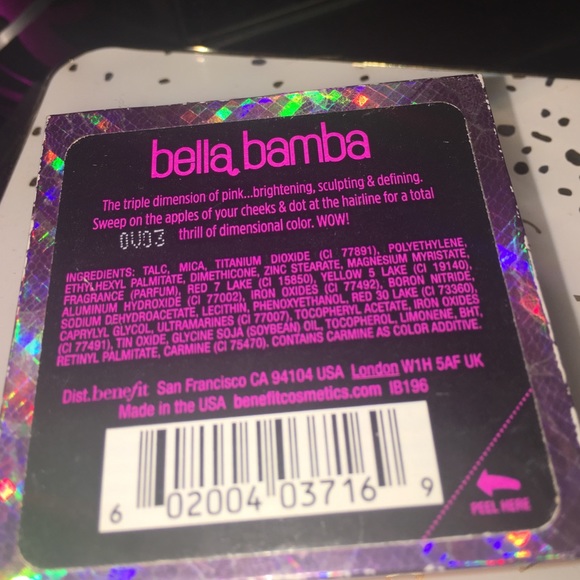 bella bamba
The triple dimension of pink...brightening, sculpting & defining.
Sweep on the apples of your cheeks & dot at the hairline for a total
0V03 thrill of dimensional color. WOW!
INGREDIENTS: TALC, MICA, TITANIUM DIOXIDE (CI 77891), POLYETHYLENE,
ETHYLHEXYL PALMITATE, DIMETHICONE, ZINC STEARATE, MAGNESIUM MYRISTATE,
FRAGRANCE (PARFUM), RED 7 LAKE (CI 15850), YELLOW 5 LAKE (CI 19140),
ALUMINUM HYDROXIDE (CI 77002), IRON OXIDES (CI 77492), BORON NITRIDE,
SODIUM DEHYDROACETATE, LECITHIN, PHENOXYETHANOL, RED 30 LAKE (CI 73360),
CAPRYLYL GLYCOL, ULTRAMARINES (CI 77007), TOCOPHERYL ACETATE, IRON OXIDES
(CI 77491), TIN OXIDE, GLYCINE SOJA (SOYBEAN) OIL, TOCOPHEROL, LIMONENE, BHT,
RETINYL PALMITATE, CARMINE (CI 75470). CONTAINS CARMINE AS COLOR ADDITIVE.
Dist. benefit San Francisco CA 94104 USA London W1H 5AF UK
Made in the USA benefitcosmetics.com IB196
6 02004 03716 9
PEEL HERE